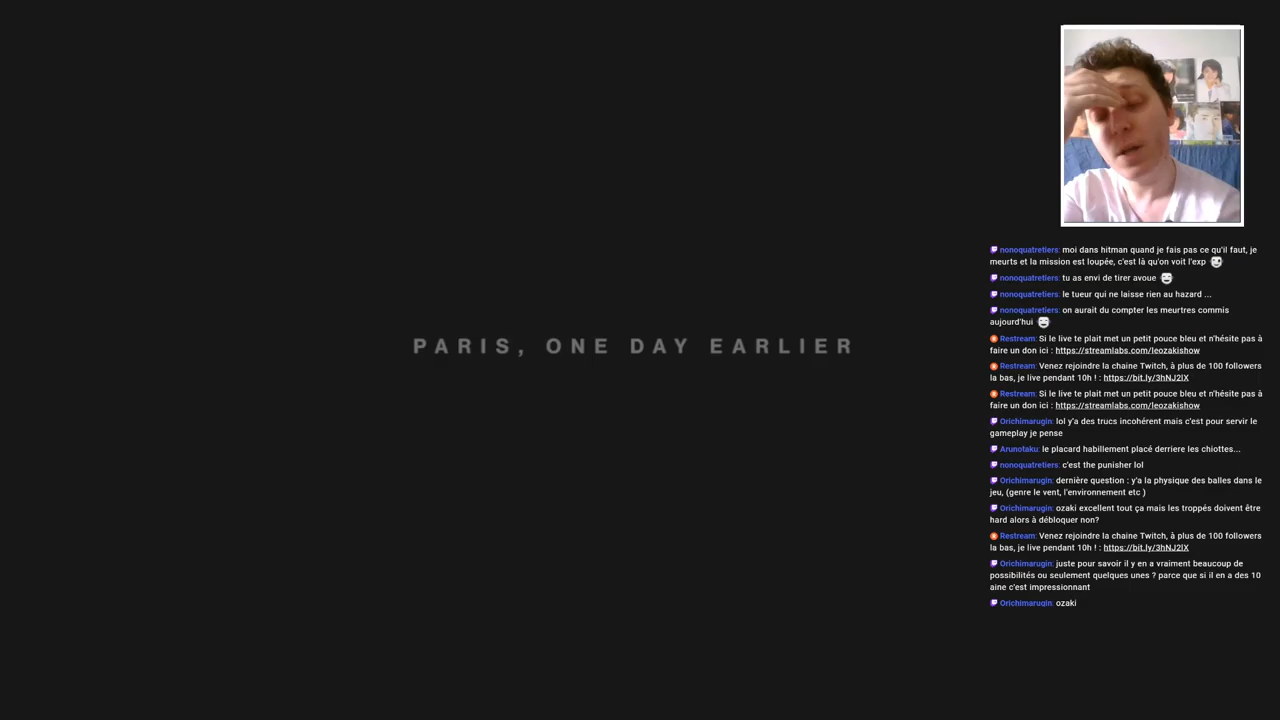 PARIS, ONE DAY EARLIER
nonoquatretiers: moi dans hitman quand je fais pas ce qu'il faut, je
meurts et la mission est loupée, c'est là qu'on voit l'exp
nonoquatretiers: tu as envi de tirer avoue
nonoquatretiers: le tueur qui ne laisse rien au hazard ...
nonoquatretiers: on aurait du compter les meurtres commis
aujourd'hui
Restream: Si le live te plait met un petit pouce bleu et n'hésite pas à
faire un don ici : https://streamlabs.com/leozakishow
Restream: Venez rejoindre la chaine Twitch, à plus de 100 followers
la bas, je live pendant 10h ! : https://bit.ly/3hNJ2lX
Restream: Si le live te plait met un petit pouce bleu et n'hésite pas à
faire un don ici : https://streamlabs.com/leozakishow
Orichimarugin: lol y'a des trucs incohérent mais c'est pour servir le
gameplay je pense
Arunotaku: le placard habillement placé derriere les chiottes...
nonoquatretiers: c'est the punisher lol
Orichimarugin: dernière question : y'a la physique des balles dans le
jeu, (genre le vent, l'environnement etc )
Orichimarugin: ozaki excellent tout ça mais les troppés doivent être
hard alors à débloquer non?
Restream: Venez rejoindre la chaine Twitch, à plus de 100 followers
la bas, je live pendant 10h ! : https://bit.ly/3hNJ2lX
Orichimarugin: juste pour savoir il y en a vraiment beaucoup de
possibilités ou seulement quelques unes ? parce que si il en a des 10
aine c'est impressionnant
Orichimarugin: ozaki